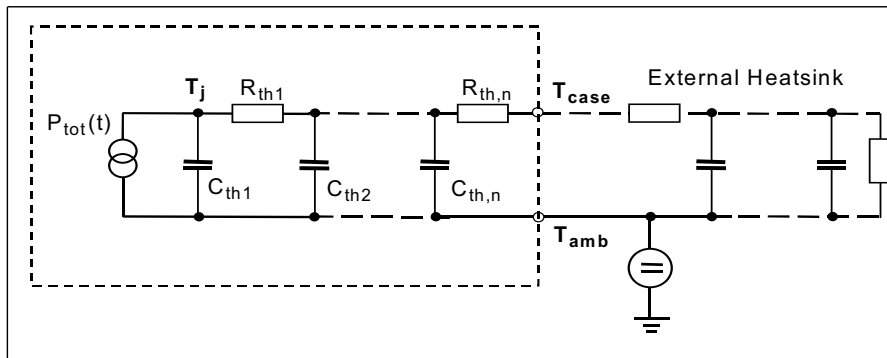 T_j
R_th1
R_th,n
T_case
External Heatsink
P_tot(t)
C_th1
C_th2
C_th,n
T_amb